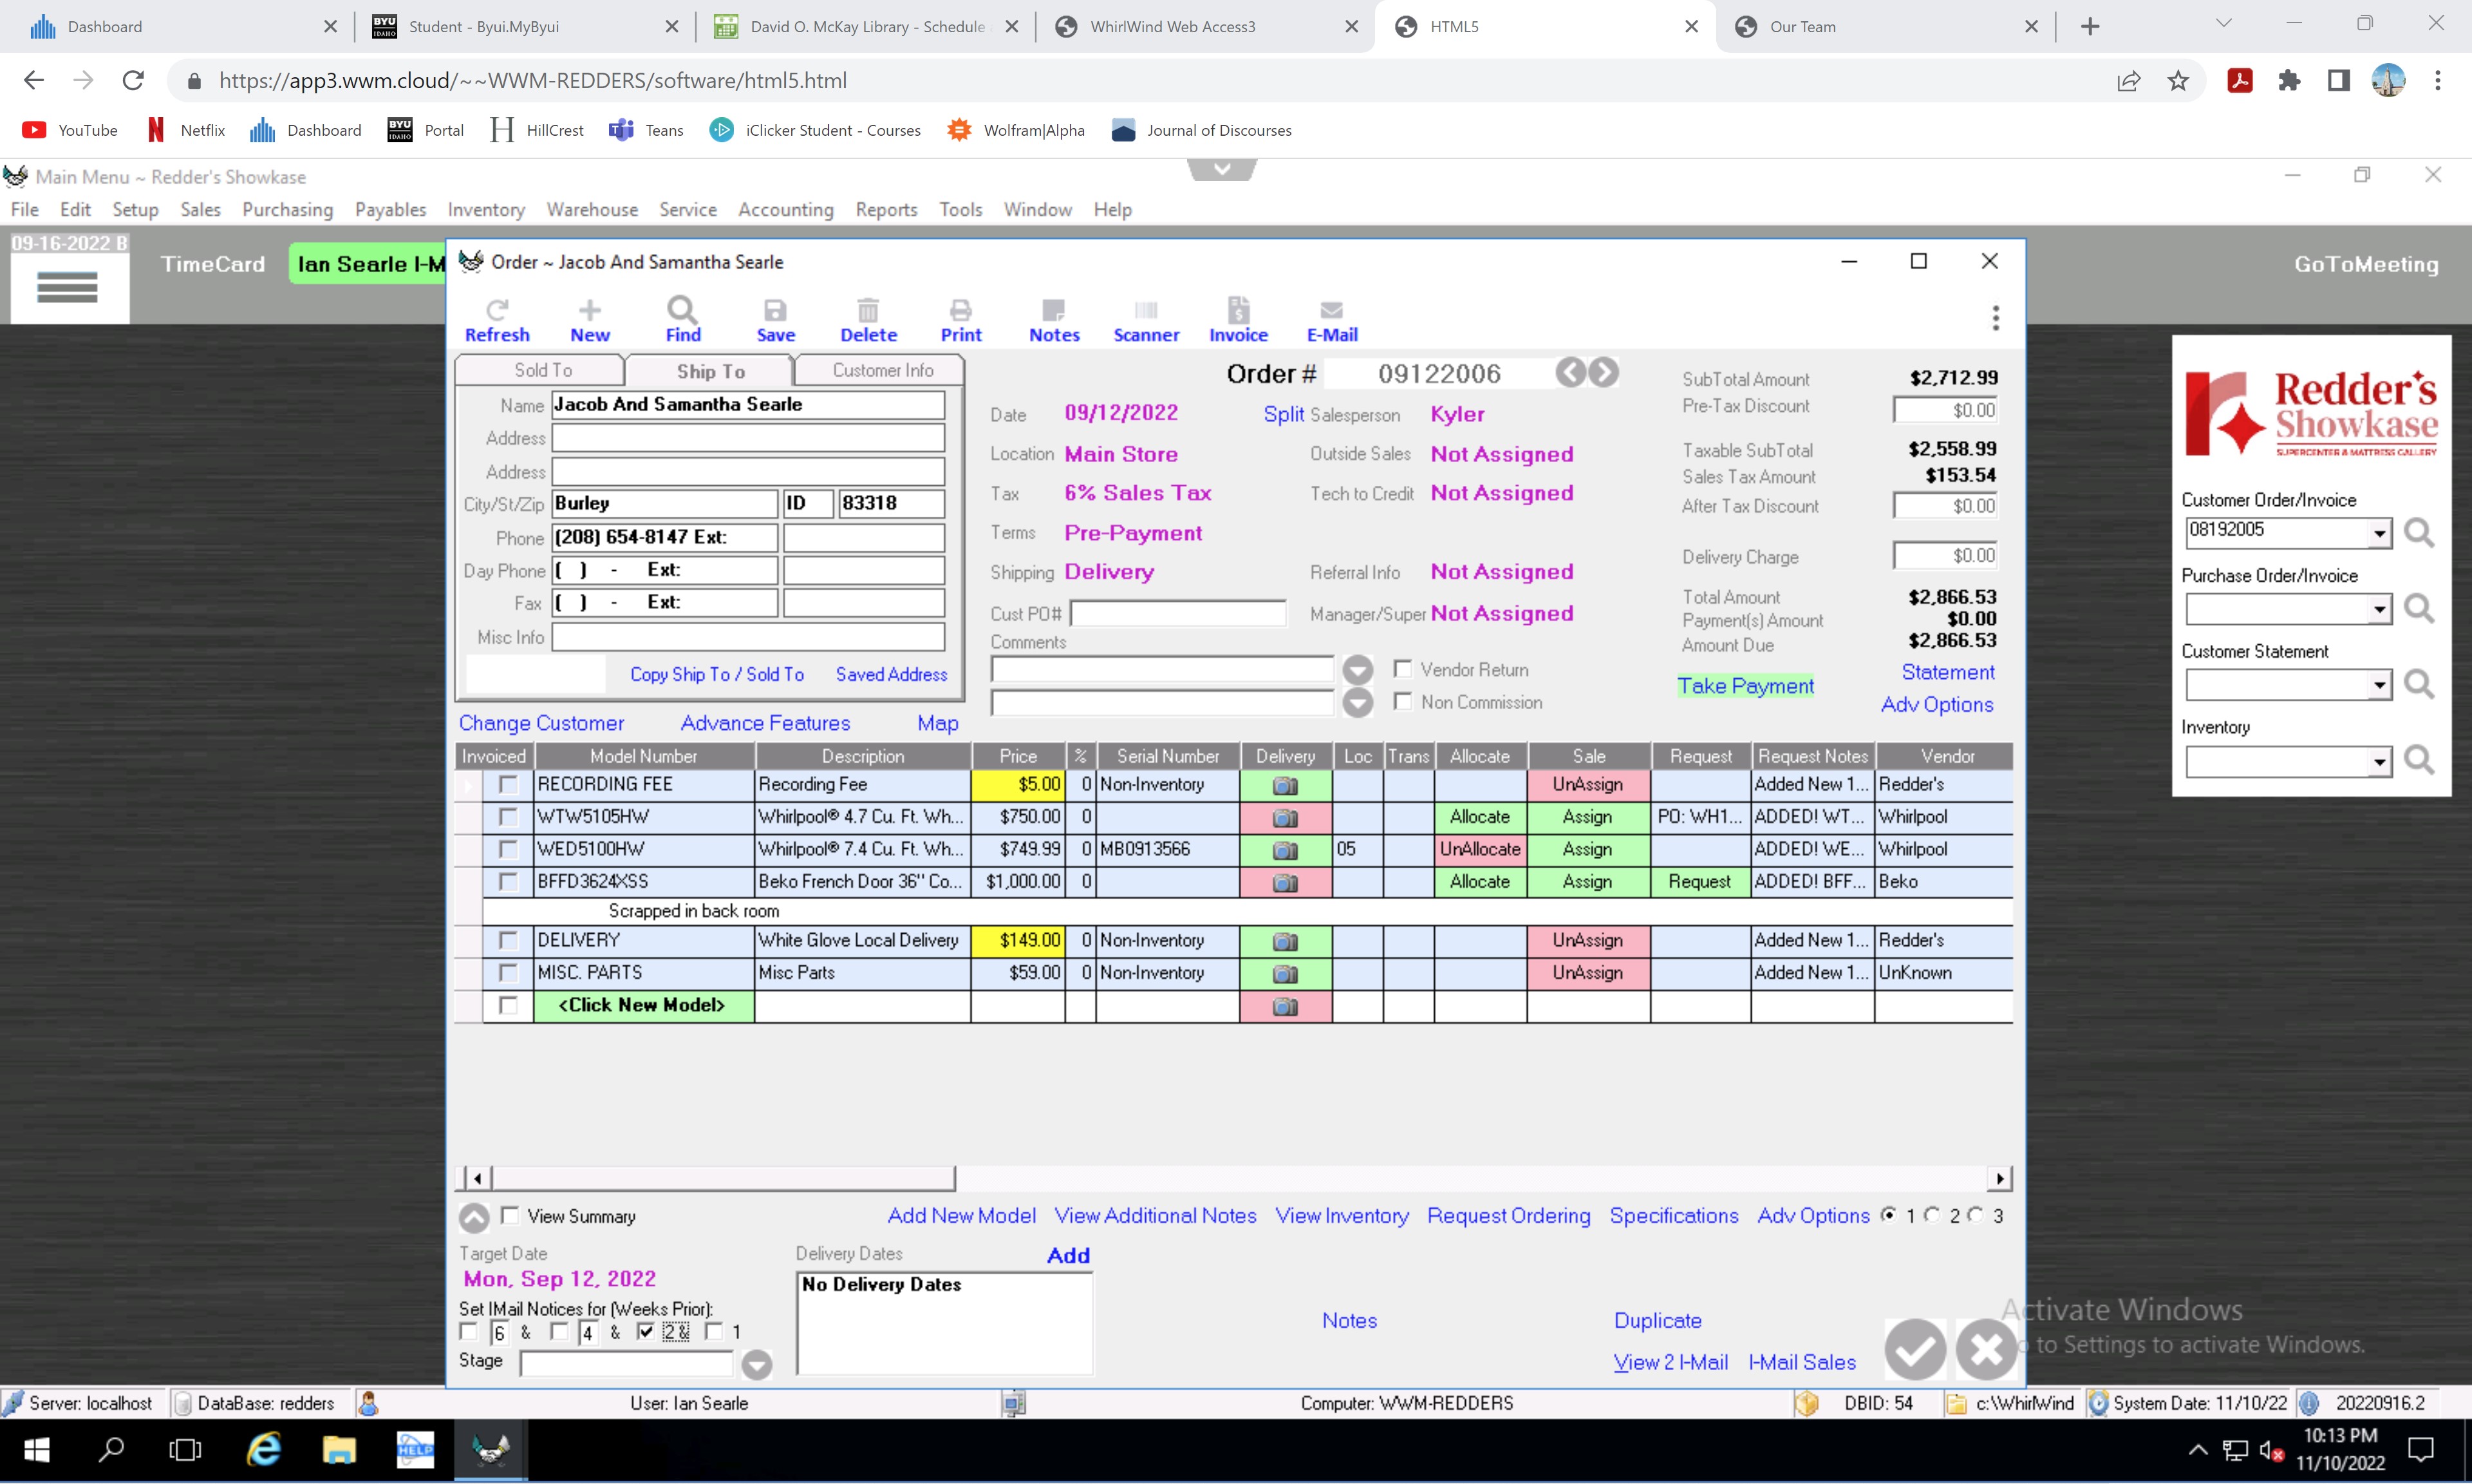 Dashboard
Student - Byui.MyByui
David O. McKay Library - Schedule
WhirlWind Web Access3
HTML5
Our Team
https://app3.wwm.cloud/~~WWM-REDDERS/software/html5.html
YouTube Netflix Dashboard BYU IDAHO Portal HillCrest Teans iClicker Student - Courses Wolfram|Alpha Journal of Discourses
Main Menu ~ Redder's Showkase
File Edit Setup Sales Purchasing Payables Inventory Warehouse Service Accounting Reports Tools Window Help
09-16-2022 B
TimeCard
Ian Searle I-M
GoToMeeting
Order ~ Jacob And Samantha Searle
Refresh New Find Save Delete Print Notes Scanner Invoice E-Mail
Sold To Ship To Customer Info
Name Jacob And Samantha Searle
Address
Address
City/St/Zip Burley ID 83318
Phone (208) 654-8147 Ext:
Day Phone ( ) - Ext:
Fax ( ) - Ext:
Misc Info
Copy Ship To / Sold To Saved Address
Change Customer Advance Features Map
Order # 09122006
Date 09/12/2022 Split Salesperson Kyler
Location Main Store Outside Sales Not Assigned
Tax 6% Sales Tax Tech to Credit Not Assigned
Terms Pre-Payment
Shipping Delivery Referral Info Not Assigned
Cust PO# Manager/Super Not Assigned
Comments
Vendor Return
Non Commission
SubTotal Amount $2,712.99
Pre-Tax Discount $0.00
Taxable SubTotal $2,558.99
Sales Tax Amount $153.54
After Tax Discount $0.00
Delivery Charge $0.00
Total Amount $2,866.53
Payment(s) Amount $0.00
Amount Due $2,866.53
Statement
Take Payment
Adv Options
Redder's
Showkase
SUPERCENTER & MATTRESS GALLERY
Customer Order/Invoice
08192005
Purchase Order/Invoice
Customer Statement
Inventory
Invoiced Model Number Description Price % Serial Number Delivery Loc Trans Allocate Sale Request Request Notes Vendor
RECORDING FEE Recording Fee $5.00 0 Non-Inventory UnAssign Added New 1... Redder's
WTW5105HW Whirlpool® 4.7 Cu. Ft. Wh... $750.00 0 Allocate Assign PO: WH1... ADDED! WT... Whirlpool
WED5100HW Whirlpool® 7.4 Cu. Ft. Wh... $749.99 0 MB0913566 05 UnAllocate Assign ADDED! WE... Whirlpool
BFFD3624XSS Beko French Door 36" Co... $1,000.00 0 Allocate Assign Request ADDED! BFF... Beko
Scrapped in back room
DELIVERY White Glove Local Delivery $149.00 0 Non-Inventory UnAssign Added New 1... Redder's
MISC. PARTS Misc Parts $59.00 0 Non-Inventory UnAssign Added New 1... UnKnown
<Click New Model>
View Summary Add New Model View Additional Notes View Inventory Request Ordering Specifications Adv Options 1 2 3
Target Date
Mon, Sep 12, 2022
Set IMail Notices for (Weeks Prior):
6 & 4 & 2 & 1
Stage
Delivery Dates Add
No Delivery Dates
Notes
Duplicate
View 2 I-Mail I-Mail Sales
Activate Windows
o to Settings to activate Windows.
Server: localhost DataBase: redders User: Ian Searle Computer: WWM-REDDERS DBID: 54 c:\WhirlWind System Date: 11/10/22 20220916.2
HELP
10:13 PM
11/10/2022